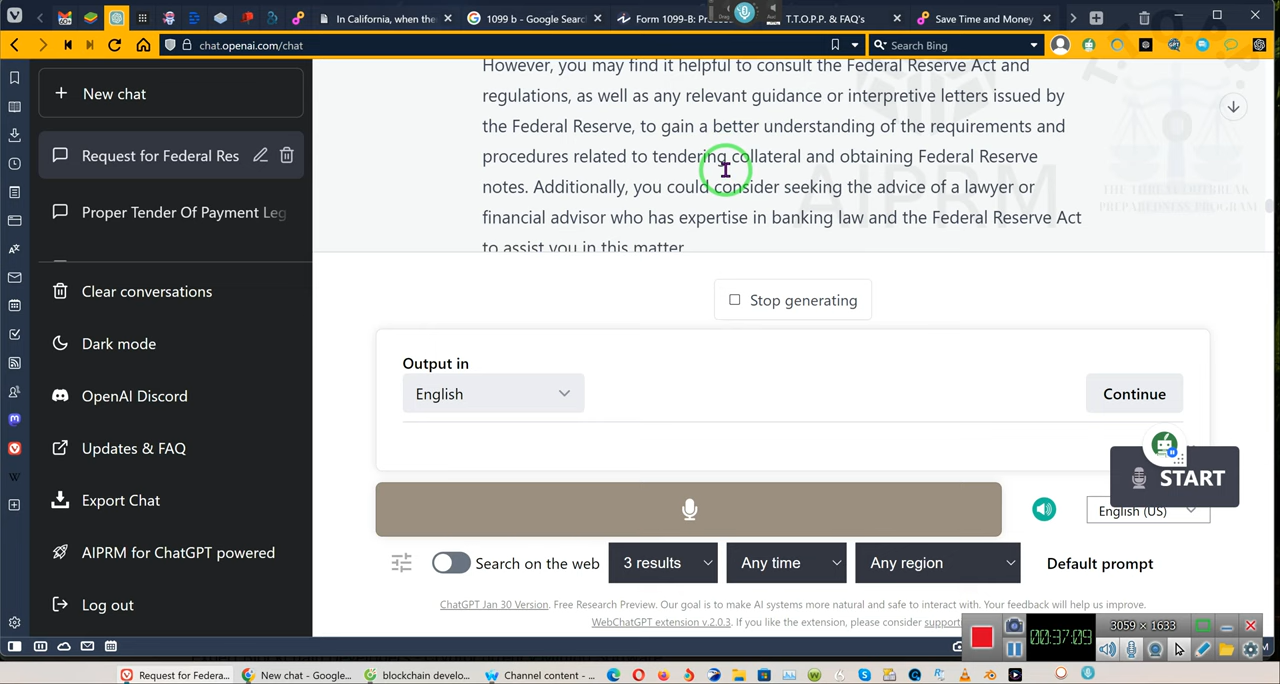 In California, when the
1099 b - Google Searc
Form 1099-B: Pr
T.T.O.P.P. & FAQ's
Save Time and Money
chat.openai.com/chat
Search Bing
New chat
Request for Federal Res
Proper Tender Of Payment Leg
Clear conversations
Dark mode
OpenAI Discord
Updates & FAQ
Export Chat
AIPRM for ChatGPT powered
Log out
However, you may find it helpful to consult the Federal Reserve Act and
regulations, as well as any relevant guidance or interpretive letters issued by
the Federal Reserve, to gain a better understanding of the requirements and
procedures related to tendering collateral and obtaining Federal Reserve
notes. Additionally, you could consider seeking the advice of a lawyer or
financial advisor who has expertise in banking law and the Federal Reserve Act
to assist you in this matter.
AIPRM
PREPAREDNESS PROGRAM
Stop generating
Output in
English
Continue
START
English (US)
Search on the web
3 results
Any time
Any region
Default prompt
ChatGPT Jan 30 Version. Free Research Preview. Our goal is to make AI systems more natural and safe to interact with. Your feedback will help us improve.
WebChatGPT extension v.2.0.3. If you like the extension, please consider
3059 × 1633
00:37:09
Request for Federa...
New chat - Google...
blockchain develo...
Channel content - ...